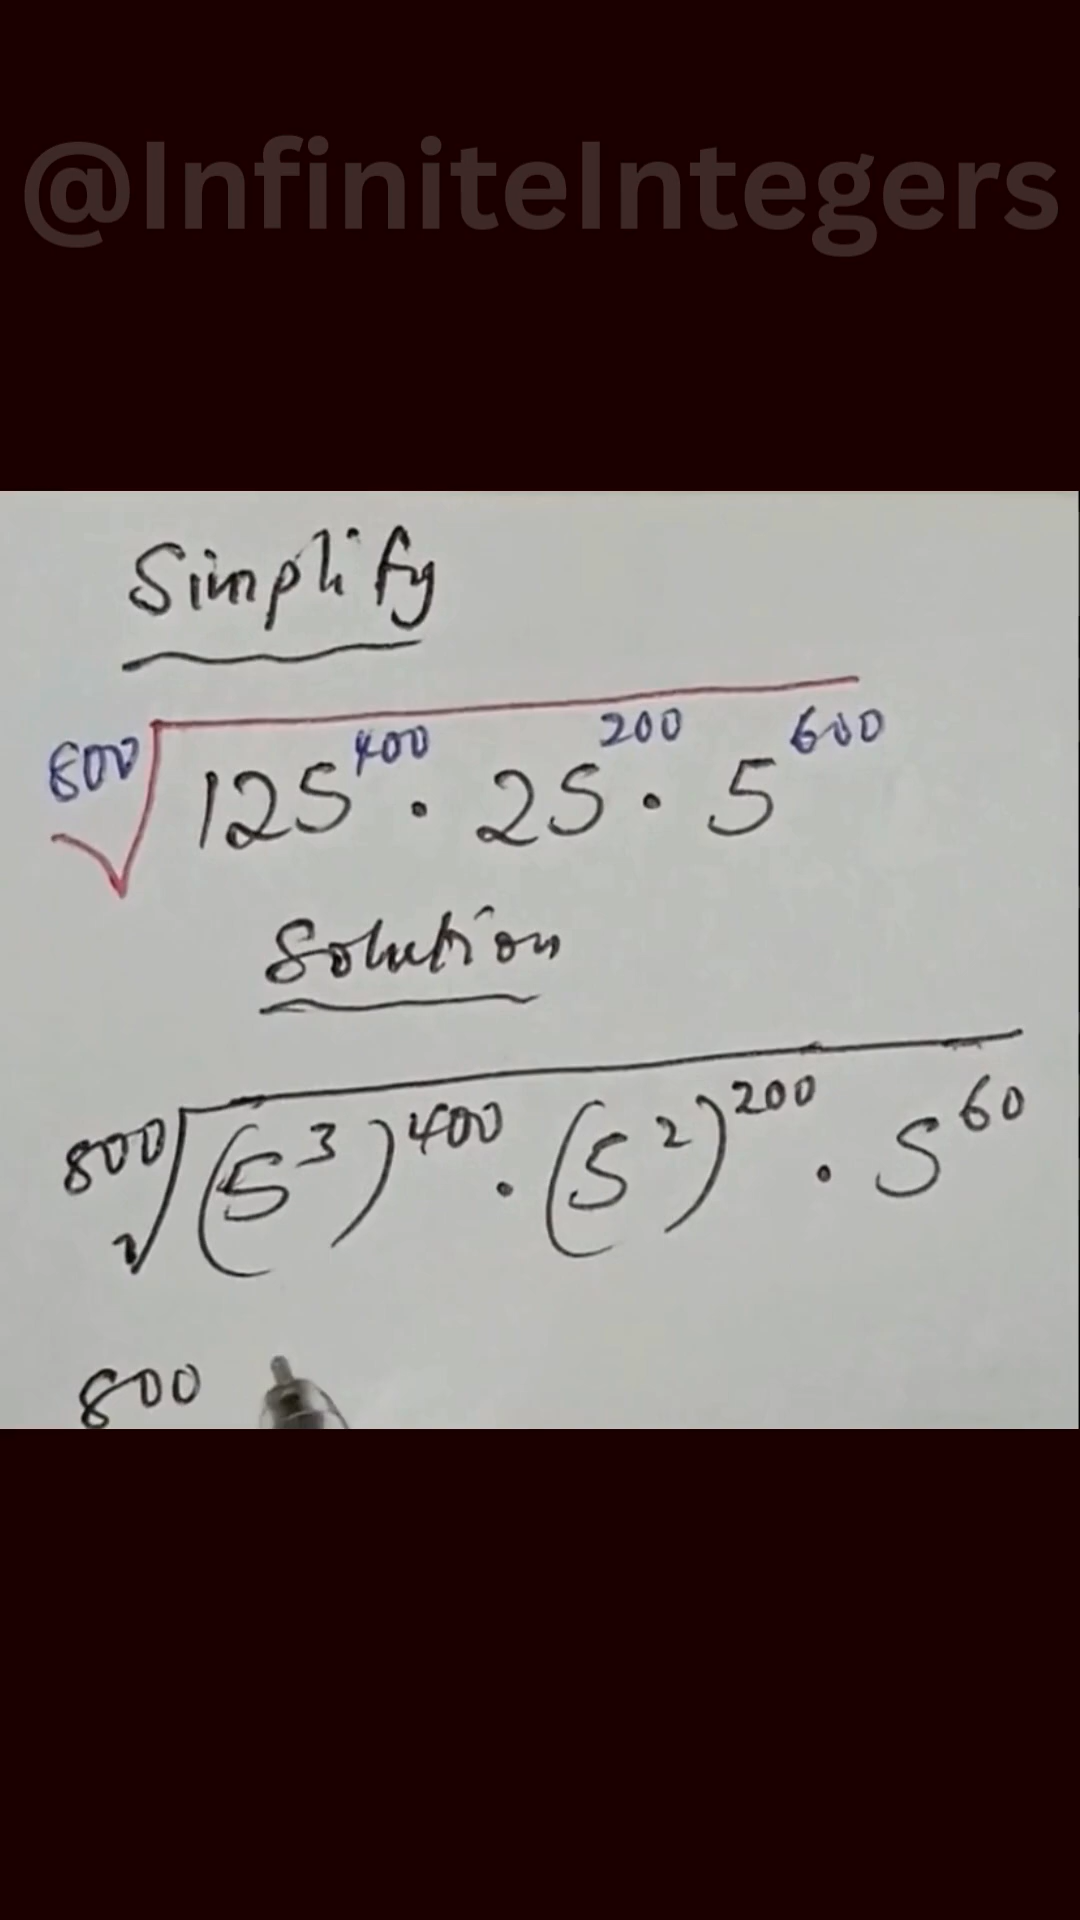 @InfiniteIntegers
Simplify
800√125^400 · 25^200 · 5^600
Solution
800√(5^3)^400 · (5^2)^200 · 5^60
800